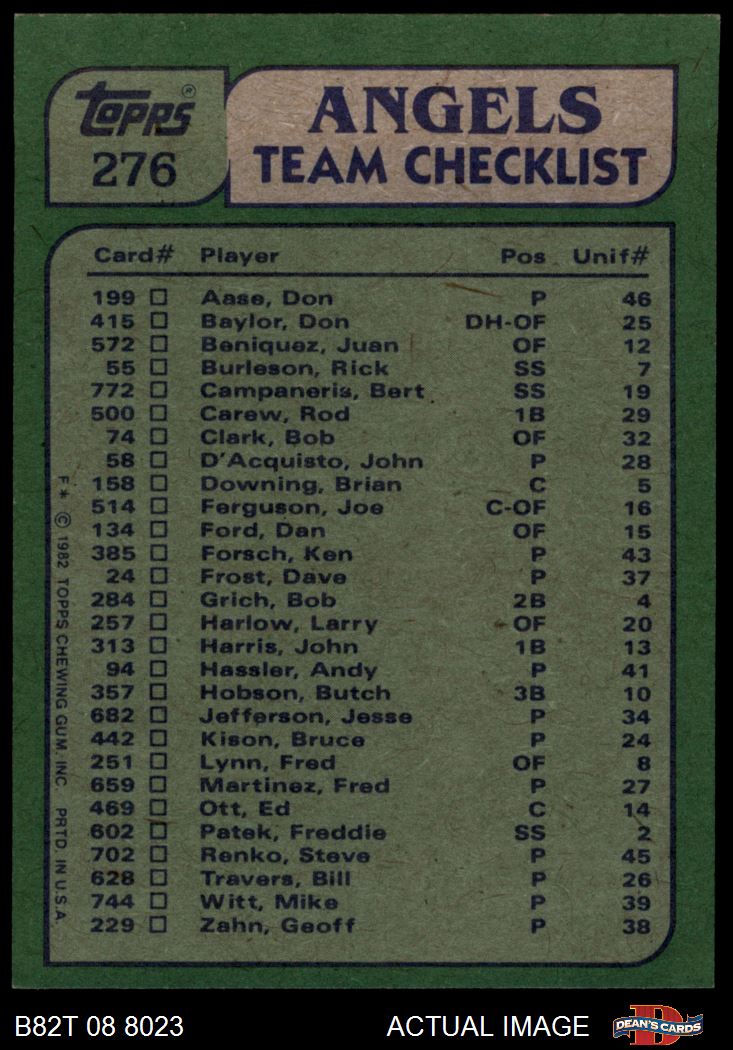 TOPPS®
276
ANGELS
TEAM CHECKLIST
Card# Player Pos Unif#
199 Aase, Don P 46
415 Baylor, Don DH-OF 25
572 Beniquez, Juan OF 12
55 Burleson, Rick SS 7
772 Campaneris, Bert SS 19
500 Carew, Rod 1B 29
74 Clark, Bob OF 32
58 D'Acquisto, John P 28
158 Downing, Brian C 5
514 Ferguson, Joe C-OF 16
134 Ford, Dan OF 15
385 Forsch, Ken P 43
24 Frost, Dave P 37
284 Grich, Bob 2B 4
257 Harlow, Larry OF 20
313 Harris, John 1B 13
94 Hassler, Andy P 41
357 Hobson, Butch 3B 10
682 Jefferson, Jesse P 34
442 Kison, Bruce P 24
251 Lynn, Fred OF 8
659 Martinez, Fred P 27
469 Ott, Ed C 14
602 Patek, Freddie SS 2
702 Renko, Steve P 45
628 Travers, Bill P 26
744 Witt, Mike P 39
229 Zahn, Geoff P 38
F* © 1982 TOPPS CHEWING GUM, INC. PRTD. IN U.S.A.
B82T 08 8023 ACTUAL IMAGE
D
DEAN'S CARDS